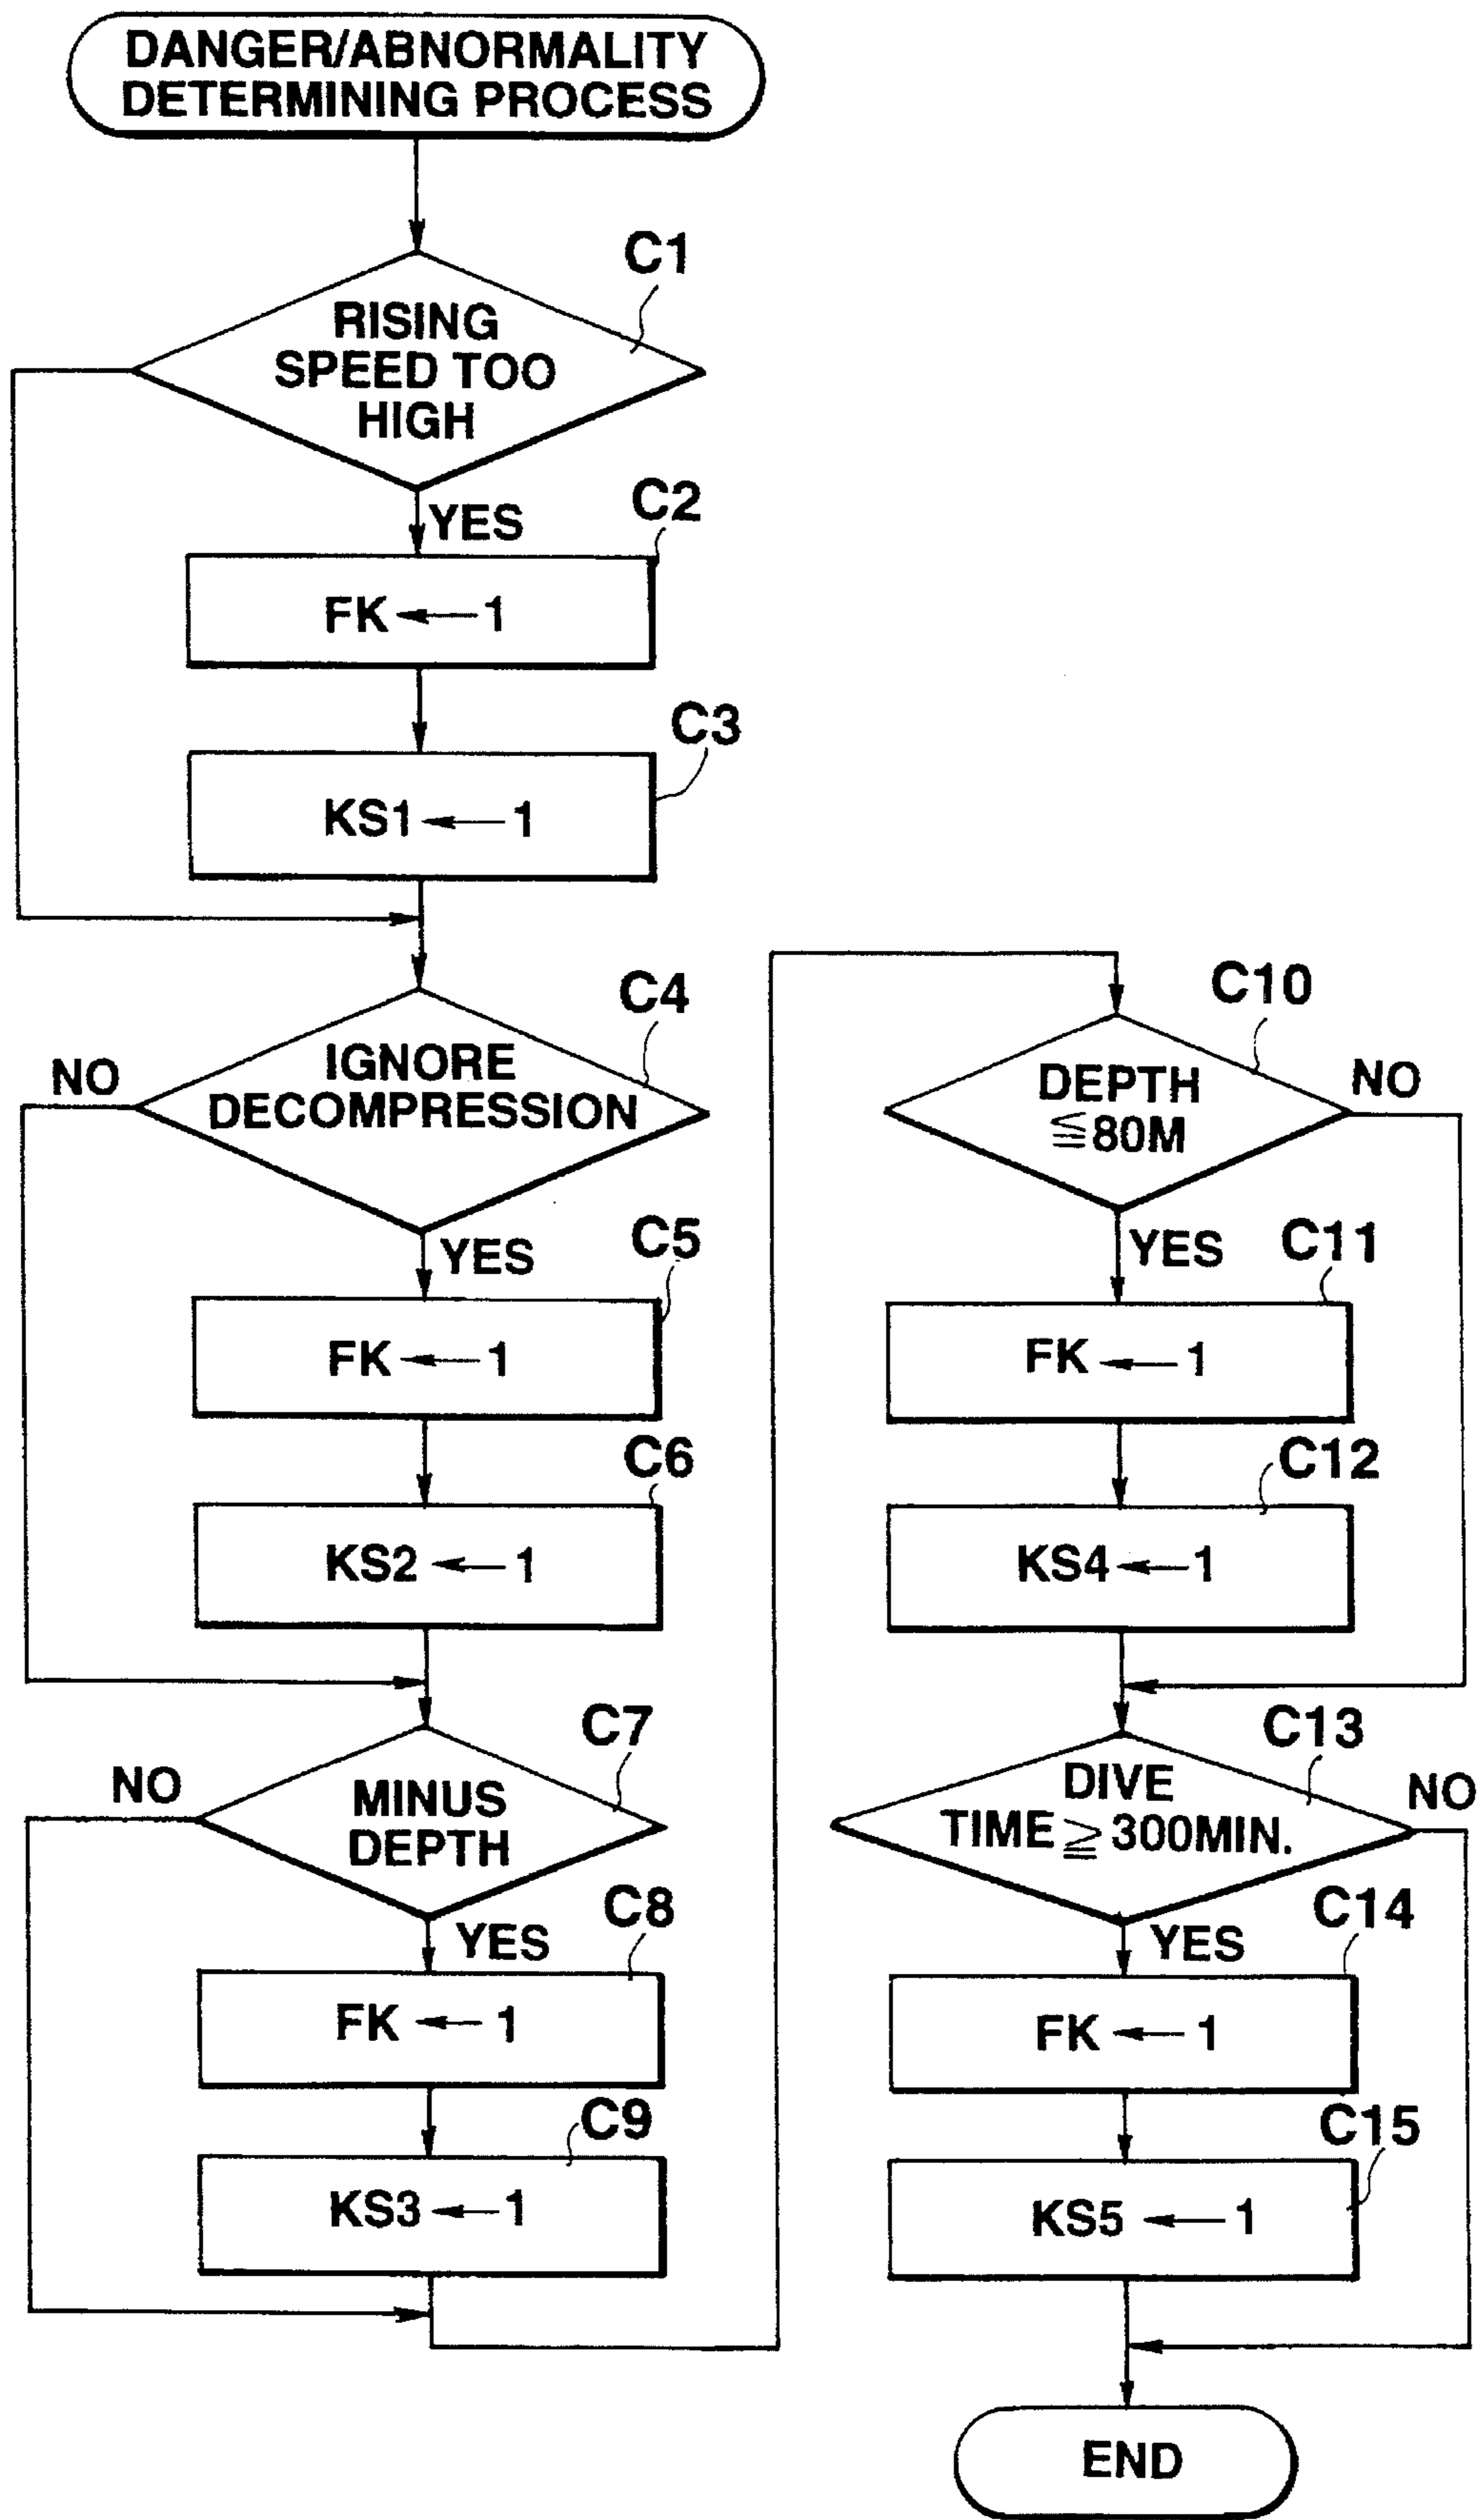 DANGER/ABNORMALITY
DETERMINING PROCESS
C1
RISING
SPEED TOO
HIGH
YES
C2
FK ← 1
C3
KS1 ← 1
C4
NO
IGNORE
DECOMPRESSION
YES
C5
FK ← 1
C6
KS2 ← 1
C7
NO
MINUS
DEPTH
YES
C8
FK ← 1
C9
KS3 ← 1
C10
NO
DEPTH
≦80M
YES
C11
FK ← 1
C12
KS4 ← 1
C13
NO
DIVE
TIME ≧ 300MIN.
YES
C14
FK ← 1
C15
KS5 ← 1
END